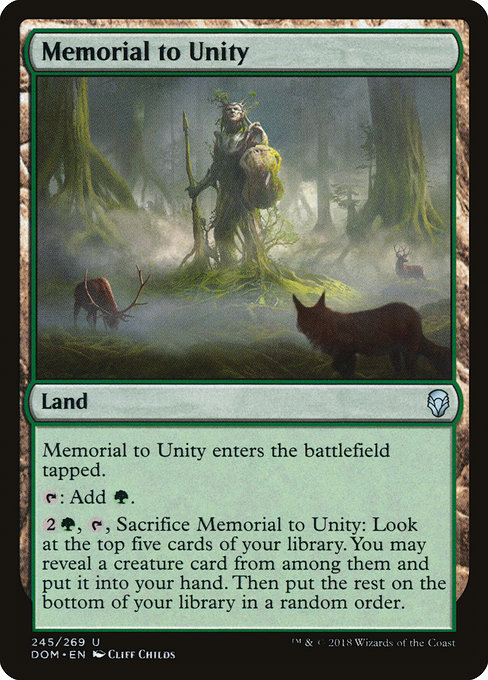 Memorial to Unity
Land
Memorial to Unity enters the battlefield
tapped.
: Add .
2 , , Sacrifice Memorial to Unity: Look
at the top five cards of your library. You may
reveal a creature card from among them and
put it into your hand. Then put the rest on the
bottom of your library in a random order.
245/269 U
™ & © 2018 Wizards of the Coast
DOM • EN Cliff Childs